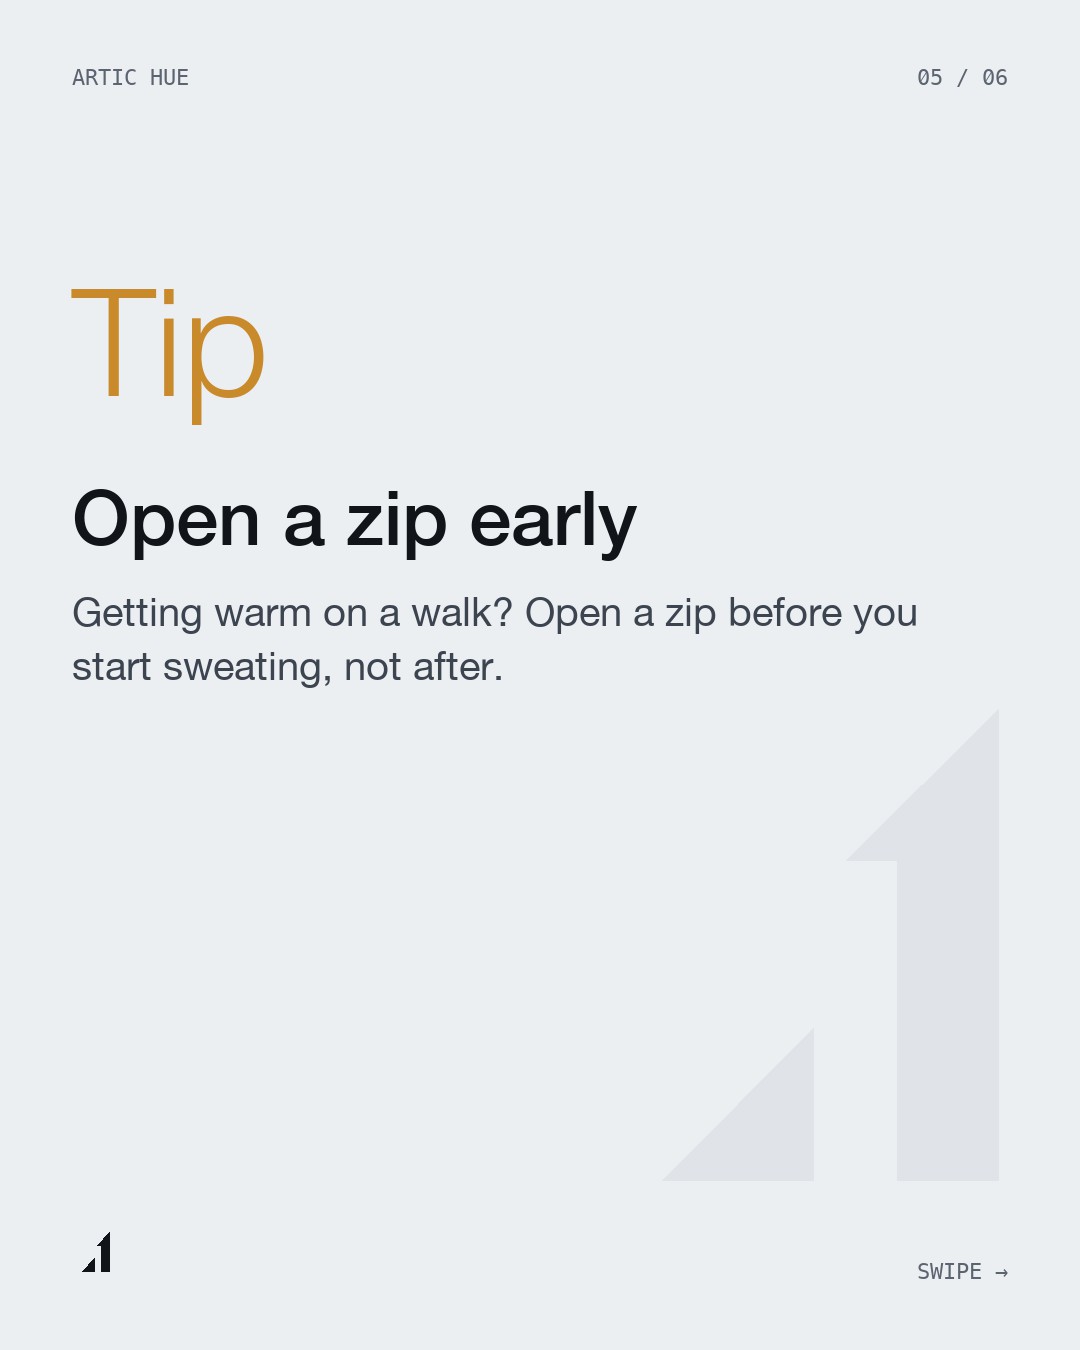 ARTIC HUE
05 / 06
Tip
Open a zip early
Getting warm on a walk? Open a zip before you
start sweating, not after.
SWIPE →